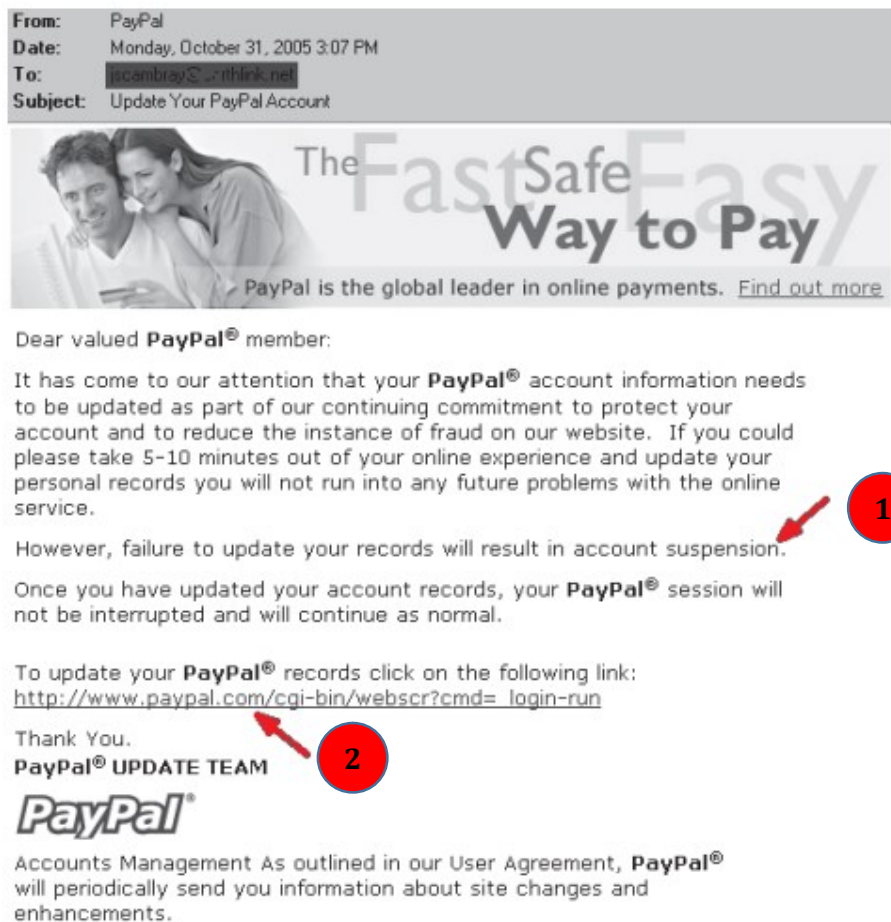 From: PayPal
Date: Monday, October 31, 2005 3:07 PM
To:
Subject: Update Your PayPal Account
The Fast Safe Easy
Way to Pay
PayPal is the global leader in online payments. Find out more
Dear valued PayPal® member:
It has come to our attention that your PayPal® account information needs
to be updated as part of our continuing commitment to protect your
account and to reduce the instance of fraud on our website. If you could
please take 5-10 minutes out of your online experience and update your
personal records you will not run into any future problems with the online
service.
1
However, failure to update your records will result in account suspension.
Once you have updated your account records, your PayPal® session will
not be interrupted and will continue as normal.
To update your PayPal® records click on the following link:
http://www.paypal.com/cgi-bin/webscr?cmd= login-run
2
Thank You.
PayPal® UPDATE TEAM
PayPal®
Accounts Management As outlined in our User Agreement, PayPal®
will periodically send you information about site changes and
enhancements.